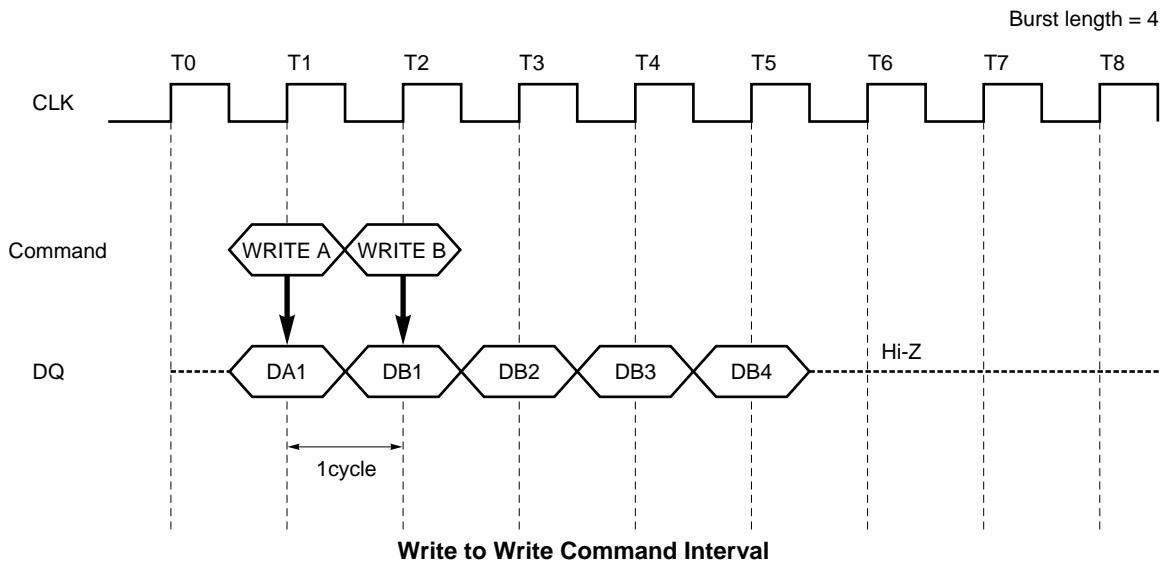 Burst length = 4
T0 T1 T2 T3 T4 T5 T6 T7 T8
CLK
Command WRITE A WRITE B
Hi-Z
DQ DA1 DB1 DB2 DB3 DB4
1cycle
Write to Write Command Interval